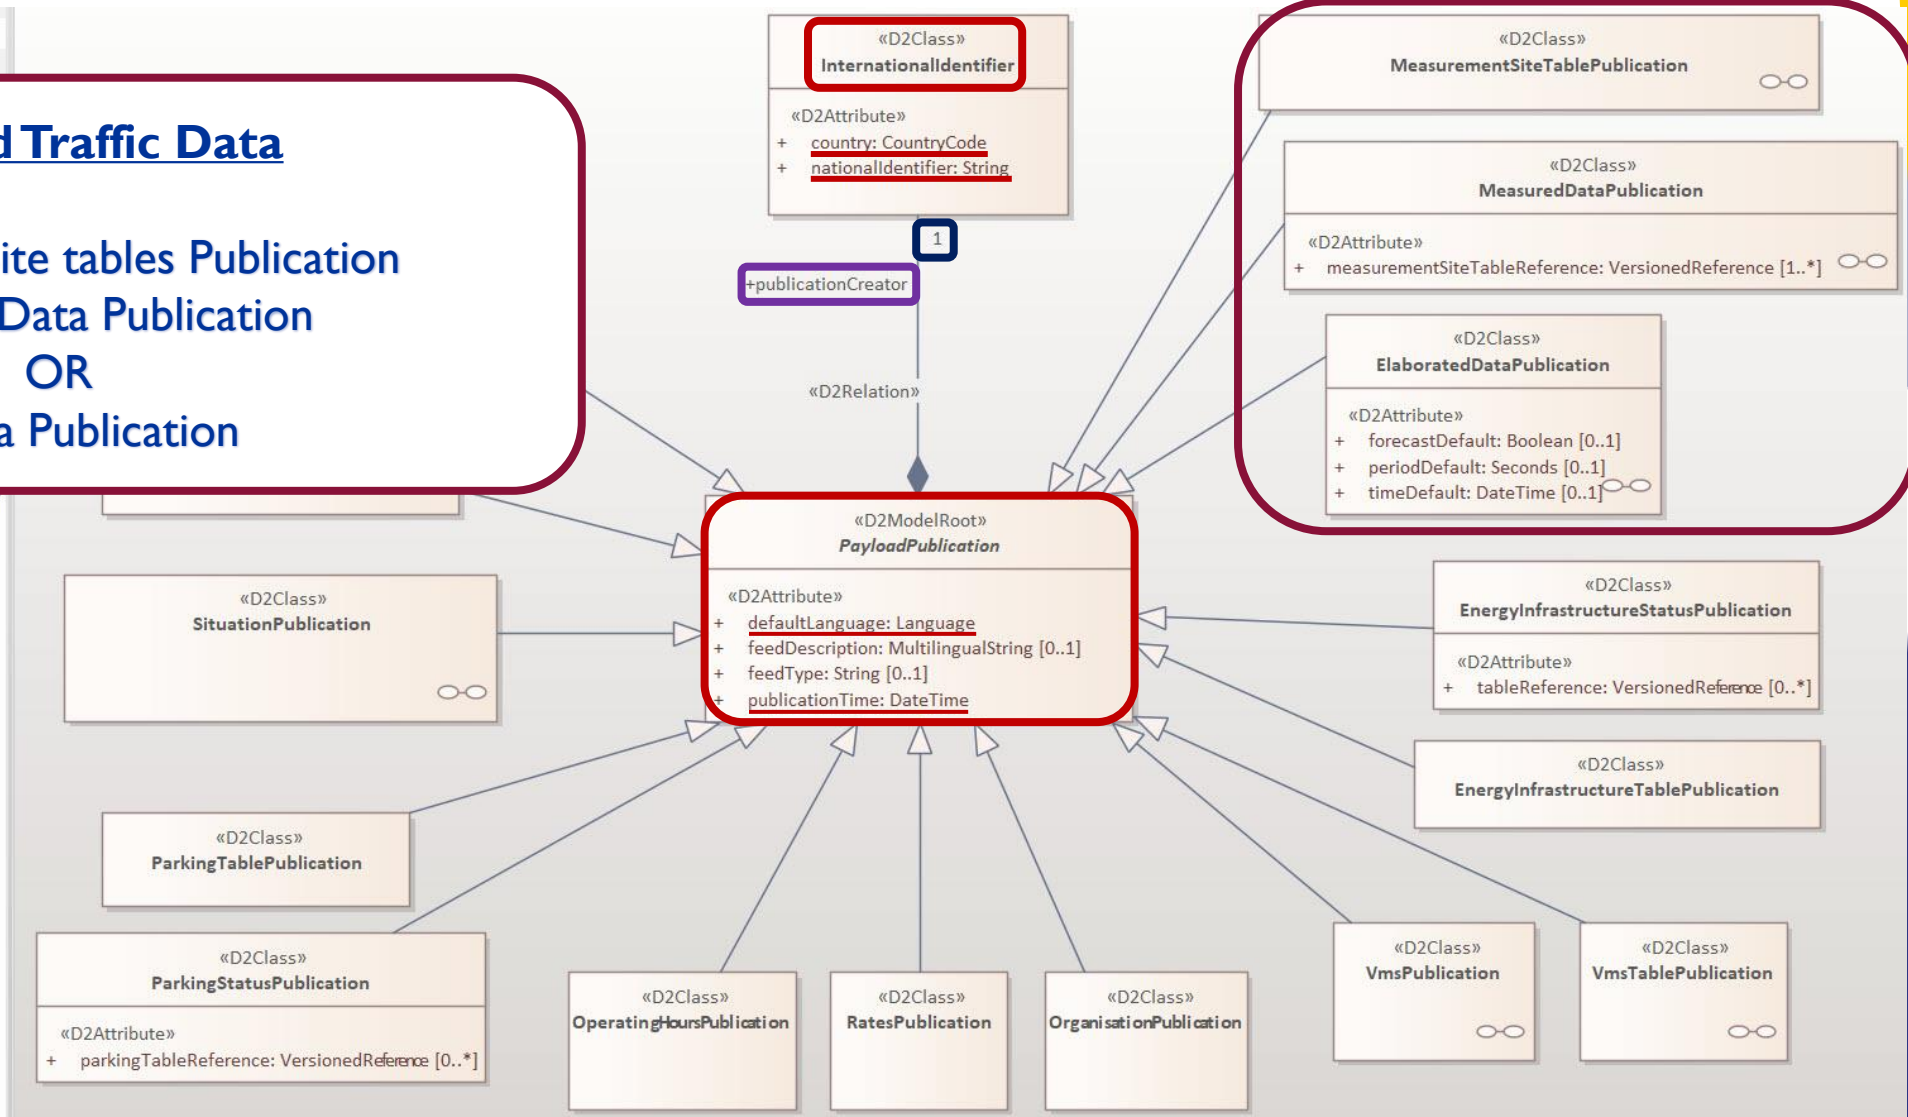 «D2Class»
InternationalIdentifier
«D2Attribute»
+ country: CountryCode
+ nationalIdentifier: String
1
+publicationCreator
«D2Relation»
«D2Class»
MeasurementSiteTablePublication
«D2Class»
MeasuredDataPublication
«D2Attribute»
+ measurementSiteTableReference: VersionedReference [1..*]
«D2Class»
ElaboratedDataPublication
«D2Attribute»
+ forecastDefault: Boolean [0..1]
+ periodDefault: Seconds [0..1]
+ timeDefault: DateTime [0..1]
d Traffic Data
ite tables Publication
Data Publication
OR
a Publication
«D2ModelRoot»
PayloadPublication
«D2Attribute»
+ defaultLanguage: Language
+ feedDescription: MultilingualString [0..1]
+ feedType: String [0..1]
+ publicationTime: DateTime
«D2Class»
SituationPublication
«D2Class»
EnergyInfrastructureStatusPublication
«D2Attribute»
+ tableReference: VersionedReference [0..*]
«D2Class»
EnergyInfrastructureTablePublication
«D2Class»
ParkingTablePublication
«D2Class»
ParkingStatusPublication
«D2Attribute»
+ parkingTableReference: VersionedReference [0..*]
«D2Class»
OperatingHoursPublication
«D2Class»
RatesPublication
«D2Class»
OrganisationPublication
«D2Class»
VmsPublication
«D2Class»
VmsTablePublication